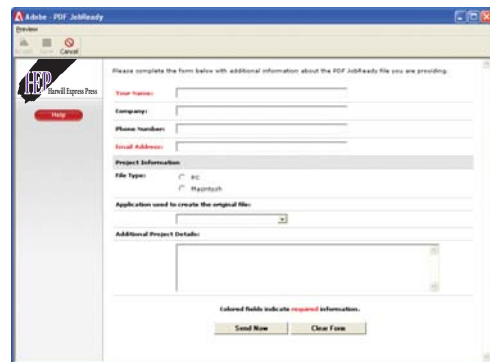 Adobe - PDF JobReady
Preview
Cancel
Please complete the form below with additional information about the PDF JobReady file you are providing.
HEP
Harwill Express Press
Your Name:
Help
Company:
Phone Number:
Email Address:
Project Information
File Type:
PC
Macintosh
Application used to create the original file:
Additional Project Details:
Colored fields indicate required information.
Send Now
Clear Form